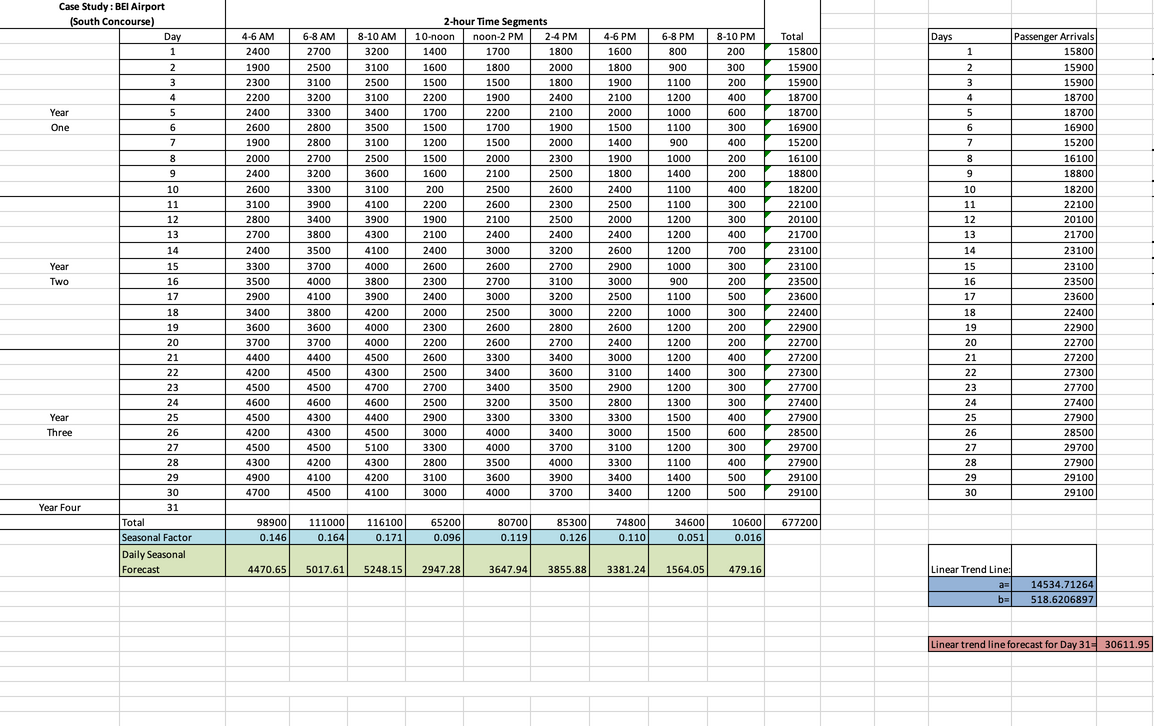 Case Study : BEI Airport
(South Concourse) 2-hour Time Segments
Day 4-6 AM 6-8 AM 8-10 AM 10-noon noon-2 PM 2-4 PM 4-6 PM 6-8 PM 8-10 PM Total Days Passenger Arrivals
1 2400 2700 3200 1400 1700 1800 1600 800 200 15800 1 15800
2 1900 2500 3100 1600 1800 2000 1800 900 300 15900 2 15900
3 2300 3100 2500 1500 1500 1800 1900 1100 200 15900 3 15900
4 2200 3200 3100 2200 1900 2400 2100 1200 400 18700 4 18700
Year 5 2400 3300 3400 1700 2200 2100 2000 1000 600 18700 5 18700
One 6 2600 2800 3500 1500 1700 1900 1500 1100 300 16900 6 16900
7 1900 2800 3100 1200 1500 2000 1400 900 400 15200 7 15200
8 2000 2700 2500 1500 2000 2300 1900 1000 200 16100 8 16100
9 2400 3200 3600 1600 2100 2500 1800 1400 200 18800 9 18800
10 2600 3300 3100 200 2500 2600 2400 1100 400 18200 10 18200
11 3100 3900 4100 2200 2600 2300 2500 1100 300 22100 11 22100
12 2800 3400 3900 1900 2100 2500 2000 1200 300 20100 12 20100
13 2700 3800 4300 2100 2400 2400 2400 1200 400 21700 13 21700
14 2400 3500 4100 2400 3000 3200 2600 1200 700 23100 14 23100
Year 15 3300 3700 4000 2600 2600 2700 2900 1000 300 23100 15 23100
Two 16 3500 4000 3800 2300 2700 3100 3000 900 200 23500 16 23500
17 2900 4100 3900 2400 3000 3200 2500 1100 500 23600 17 23600
18 3400 3800 4200 2000 2500 3000 2200 1000 300 22400 18 22400
19 3600 3600 4000 2300 2600 2800 2600 1200 200 22900 19 22900
20 3700 3700 4000 2200 2600 2700 2400 1200 200 22700 20 22700
21 4400 4400 4500 2600 3300 3400 3000 1200 400 27200 21 27200
22 4200 4500 4300 2500 3400 3600 3100 1400 300 27300 22 27300
23 4500 4500 4700 2700 3400 3500 2900 1200 300 27700 23 27700
24 4600 4600 4600 2500 3200 3500 2800 1300 300 27400 24 27400
Year 25 4500 4300 4400 2900 3300 3300 3300 1500 400 27900 25 27900
Three 26 4200 4300 4500 3000 4000 3400 3000 1500 600 28500 26 28500
27 4500 4500 5100 3300 4000 3700 3100 1200 300 29700 27 29700
28 4300 4200 4300 2800 3500 4000 3300 1100 400 27900 28 27900
29 4900 4100 4200 3100 3600 3900 3400 1400 500 29100 29 29100
30 4700 4500 4100 3000 4000 3700 3400 1200 500 29100 30 29100
Year Four 31
Total 98900 111000 116100 65200 80700 85300 74800 34600 10600 677200
Seasonal Factor 0.146 0.164 0.171 0.096 0.119 0.126 0.110 0.051 0.016
Daily Seasonal
Forecast 4470.65 5017.61 5248.15 2947.28 3647.94 3855.88 3381.24 1564.05 479.16 Linear Trend Line:
a= 14534.71264
b= 518.6206897
Linear trend line forecast for Day 31= 30611.95